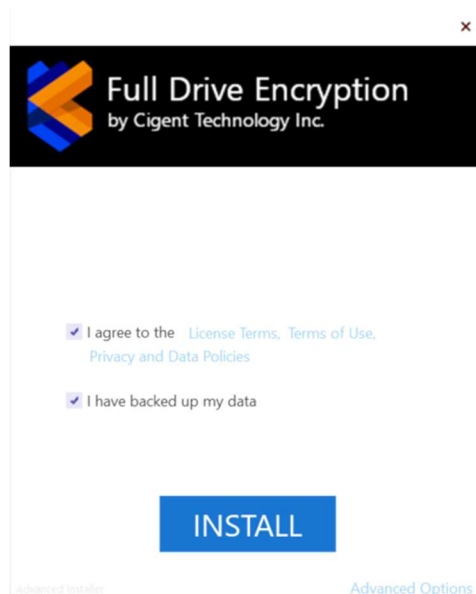 Full Drive Encryption
by Cigent Technology Inc.
I agree to the License Terms, Terms of Use,
Privacy and Data Policies
I have backed up my data
INSTALL
Advanced Installer
Advanced Options